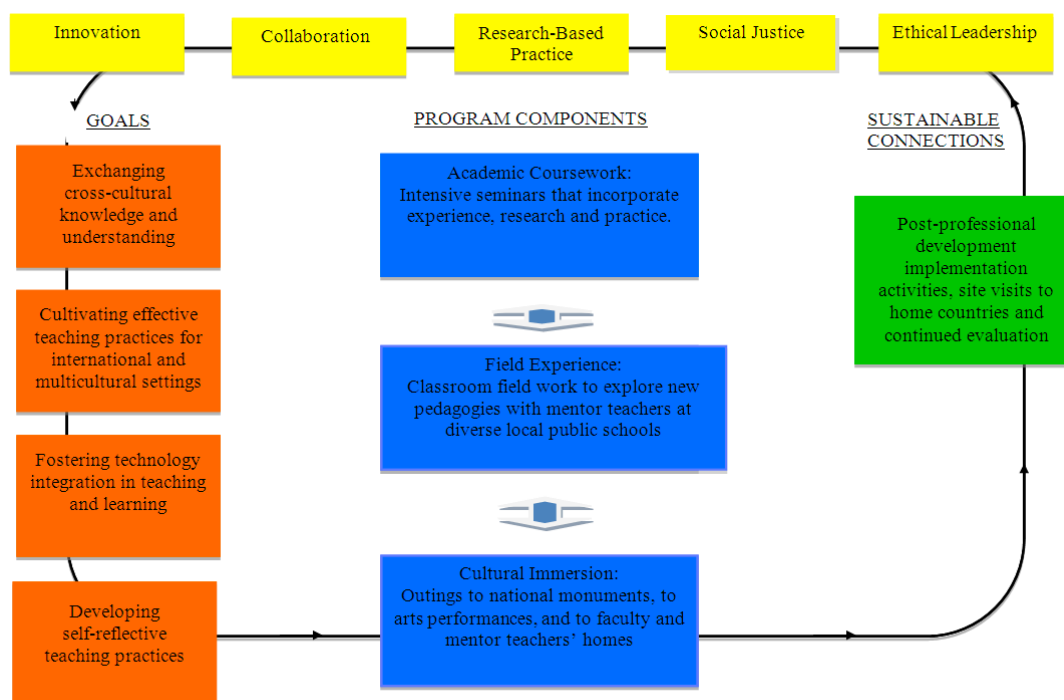 Innovation
Collaboration
Research-Based
Practice
Social Justice
Ethical Leadership
GOALS
Exchanging
cross-cultural
knowledge and
understanding
Cultivating effective
teaching practices for
international and
multicultural settings
Fostering technology
integration in teaching
and learning
Developing
self-reflective
teaching practices
PROGRAM COMPONENTS
Academic Coursework:
Intensive seminars that incorporate
experience, research and practice.
Field Experience:
Classroom field work to explore new
pedagogies with mentor teachers at
diverse local public schools
Cultural Immersion:
Outings to national monuments, to
arts performances, and to faculty and
mentor teachers’ homes
SUSTAINABLE
CONNECTIONS
Post-professional
development
implementation
activities, site visits to
home countries and
continued evaluation